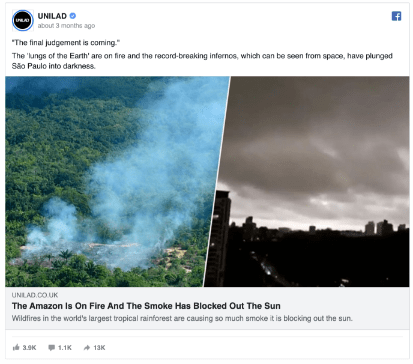 UNILAD
UNILAD
about 3 months ago
"The final judgement is coming."
The 'lungs of the Earth' are on fire and the record-breaking infernos, which can be seen from space, have plunged
São Paulo into darkness.
UNILAD.CO.UK
The Amazon Is On Fire And The Smoke Has Blocked Out The Sun
Wildfires in the world's largest tropical rainforest are causing so much smoke it is blocking out the sun.
3.9K 1.1K 13K